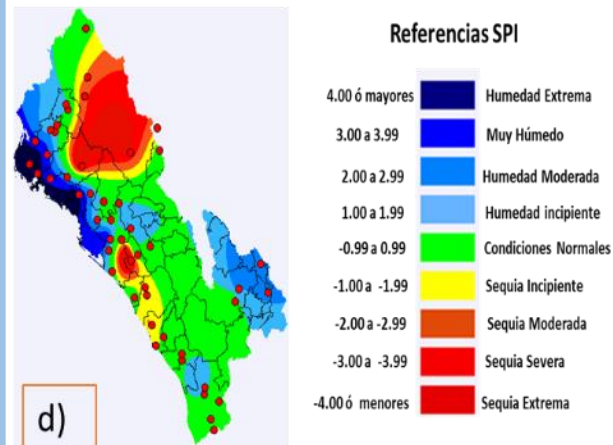 Referencias SPI
4.00 ó mayores Humedad Extrema
3.00 a 3.99 Muy Húmedo
2.00 a 2.99 Humedad Moderada
1.00 a 1.99 Humedad incipiente
-0.99 a 0.99 Condiciones Normales
-1.00 a -1.99 Sequia Incipiente
-2.00 a -2.99 Sequia Moderada
-3.00 a -3.99 Sequia Severa
-4.00 ó menores Sequia Extrema
d)